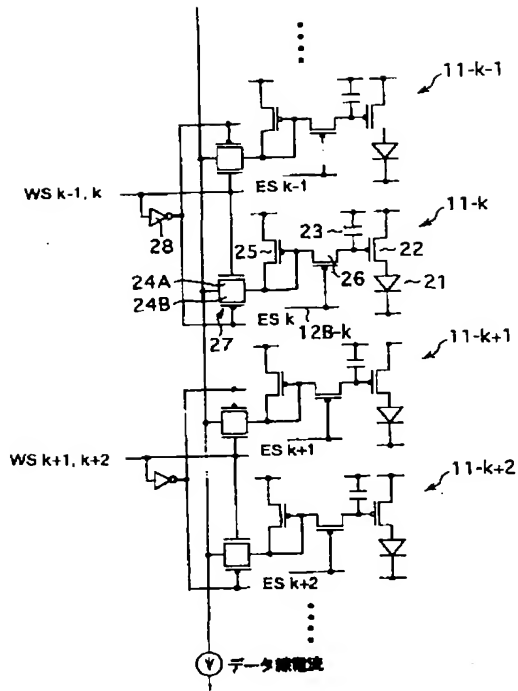 11-k-1
WS k-1, k
ES k-1
28
11-k
23
25
22
26
24A
21
24B
ES k
12B-k
27
11-k+1
WS k+1, k+2
ES k+1
11-k+2
ES k+2
データ線電流